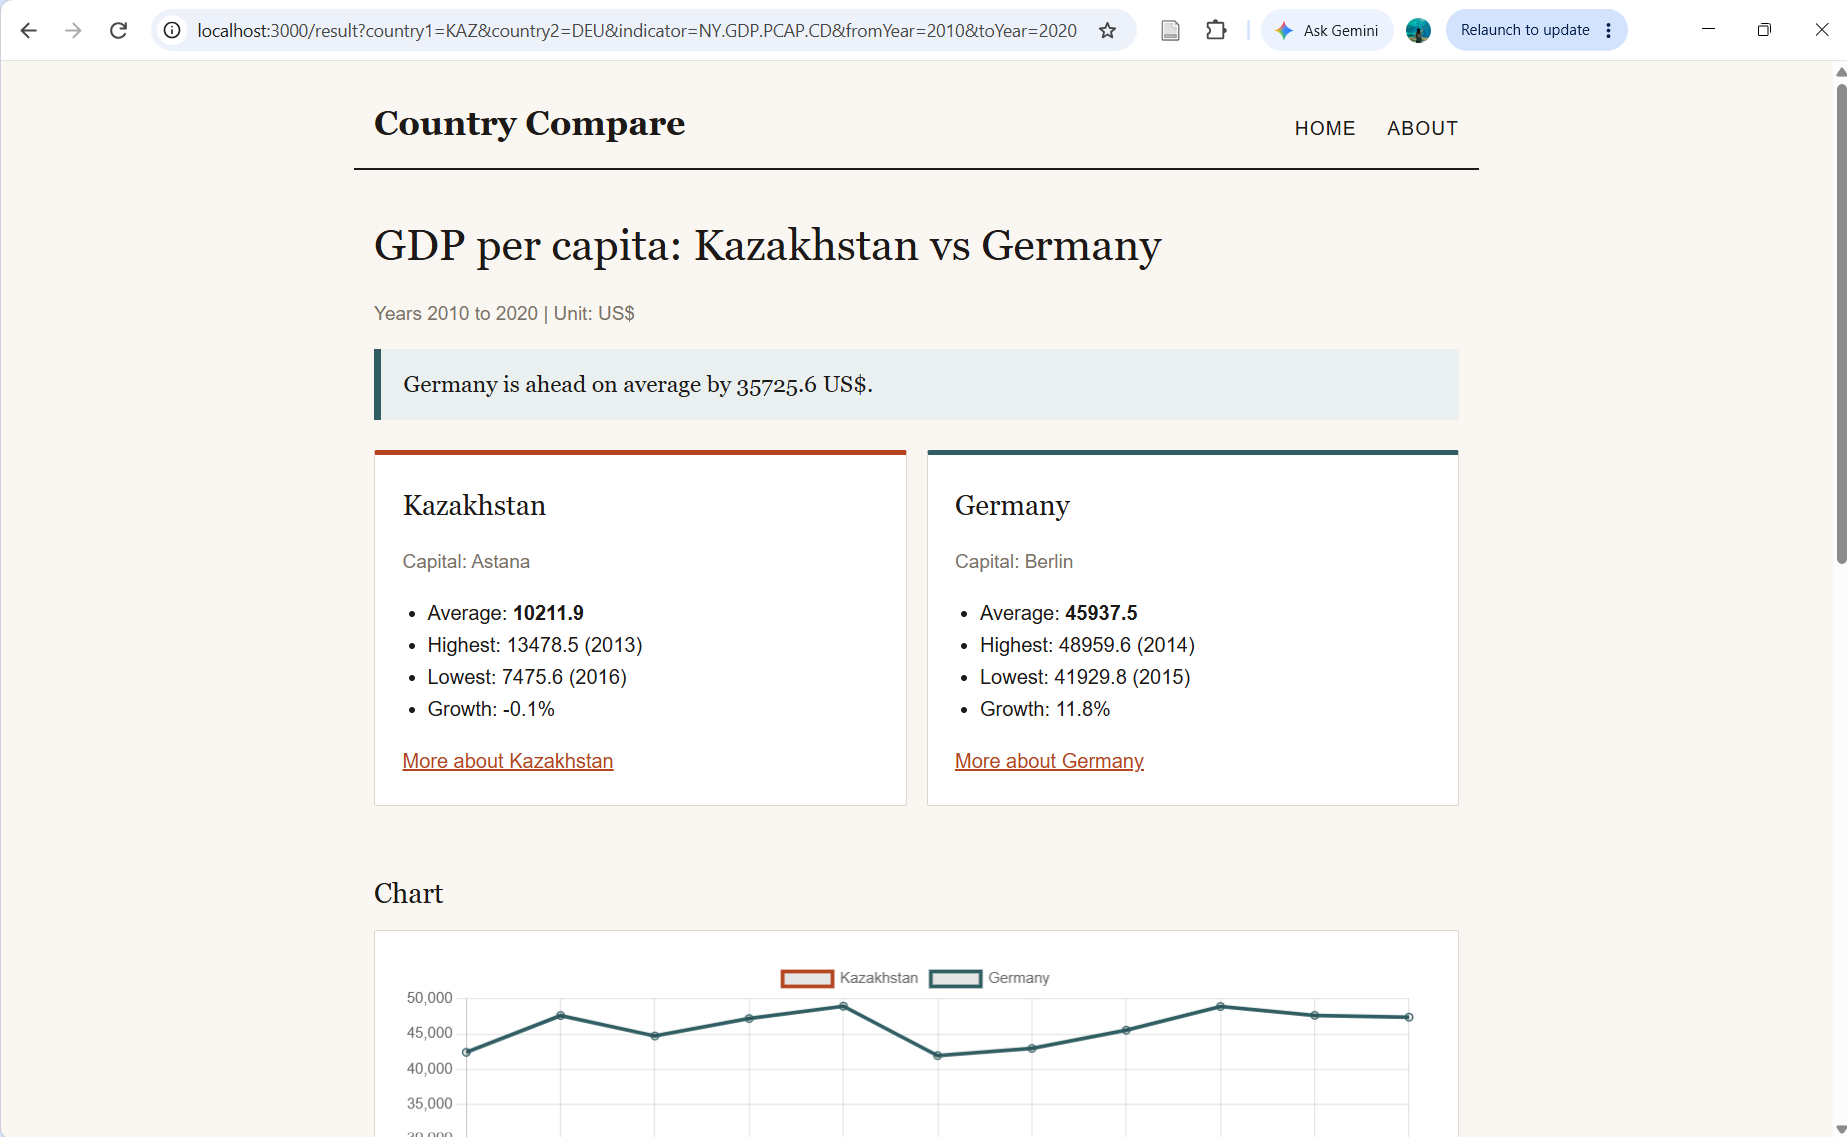 localhost:3000/result?country1=KAZ&country2=DEU&indicator=NY.GDP.PCAP.CD&fromYear=2010&toYear=2020
Ask Gemini
Relaunch to update
Country Compare
HOME ABOUT
GDP per capita: Kazakhstan vs Germany
Years 2010 to 2020 | Unit: US$
Germany is ahead on average by 35725.6 US$.
Kazakhstan
Capital: Astana
Average: 10211.9
Highest: 13478.5 (2013)
Lowest: 7475.6 (2016)
Growth: -0.1%
More about Kazakhstan
Germany
Capital: Berlin
Average: 45937.5
Highest: 48959.6 (2014)
Lowest: 41929.8 (2015)
Growth: 11.8%
More about Germany
Chart
Kazakhstan Germany
50,000
45,000
40,000
35,000